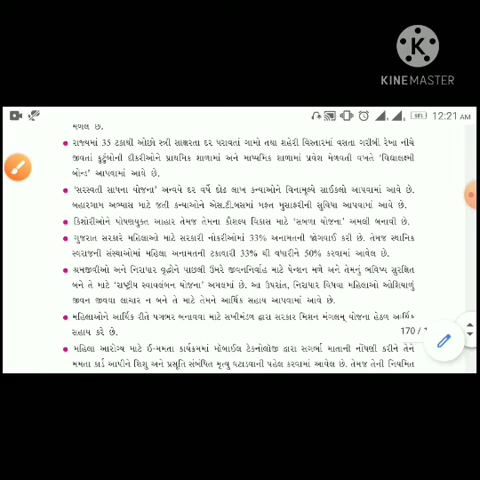 KINEMASTER
12:21 AM
મળેલ છે.
• રાજ્યમાં 35 ટકાથી ઓછો સ્ત્રી સાક્ષરતા દર ધરાવતાં ગામો તથા શહેરી વિસ્તારમાં વસતા ગરીબી રેખા નીચે
જીવતાં કુટુંબોની દીકરીઓને પ્રાથમિક શાળામાં અને માધ્યમિક શાળામાં પ્રવેશ મેળવતી વખતે ‘વિદ્યાલક્ષ્મી
બોન્ડ’ આપવામાં આવે છે.
• ‘સરસ્વતી સાધના યોજના’ અન્વયે દર વર્ષે દોઢ લાખ કન્યાઓને વિનામૂલ્યે સાઈકલો આપવામાં આવે છે.
બહારગામ અભ્યાસ માટે જતી કન્યાઓને એસ.ટી.બસમાં મફત મુસાફરીની સુવિધા આપવામાં આવે છે.
• કિશોરીઓને પોષણયુક્ત આહાર તેમજ તેમના કૌશલ્ય વિકાસ માટે ‘સબળા યોજના’ અમલી બનાવી છે.
• ગુજરાત સરકારે મહિલાઓ માટે સરકારી નોકરીઓમાં 33% અનામતની જોગવાઈ કરી છે. તેમજ સ્થાનિક
સ્વરાજની સંસ્થાઓમાં મહિલા અનામતની ટકાવારી 33% થી વધારીને 50% કરવામાં આવેલ છે.
• શ્રમજીવીઓ અને નિરાધાર વૃદ્ધોને પાછલી ઉંમરે જીવનનિર્વાહ માટે પેન્શન મળે અને તેમનું ભવિષ્ય સુરક્ષિત
બને તે માટે ‘રાષ્ટ્રીય સ્વાવલંબન યોજના’ અમલમાં છે. આ ઉપરાંત, નિરાધાર વિધવા મહિલાઓ ઓશિયાળું
જીવન જીવવા લાચાર ન બને તે માટે તેમને આર્થિક સહાય આપવામાં આવે છે.
• મહિલાઓને આર્થિક રીતે પગભર બનાવવા માટે સખીમંડળ દ્વારા સરકાર મિશન મંગલમ્ યોજના હેઠળ આર્થિક
સહાય કરે છે.
170 /
• મહિલા આરોગ્ય માટે ઈ-મમતા કાર્યક્રમમાં મોબાઈલ ટેક્નોલૉજી દ્વારા સગર્ભા માતાની નોંધણી કરીને તેને
મમતા કાર્ડ આપીને શિશુ અને પ્રસૂતિ સંબંધિત મૃત્યુ ઘટાડવાની પહેલ કરવામાં આવેલ છે. તેમજ તેની નિયમિત